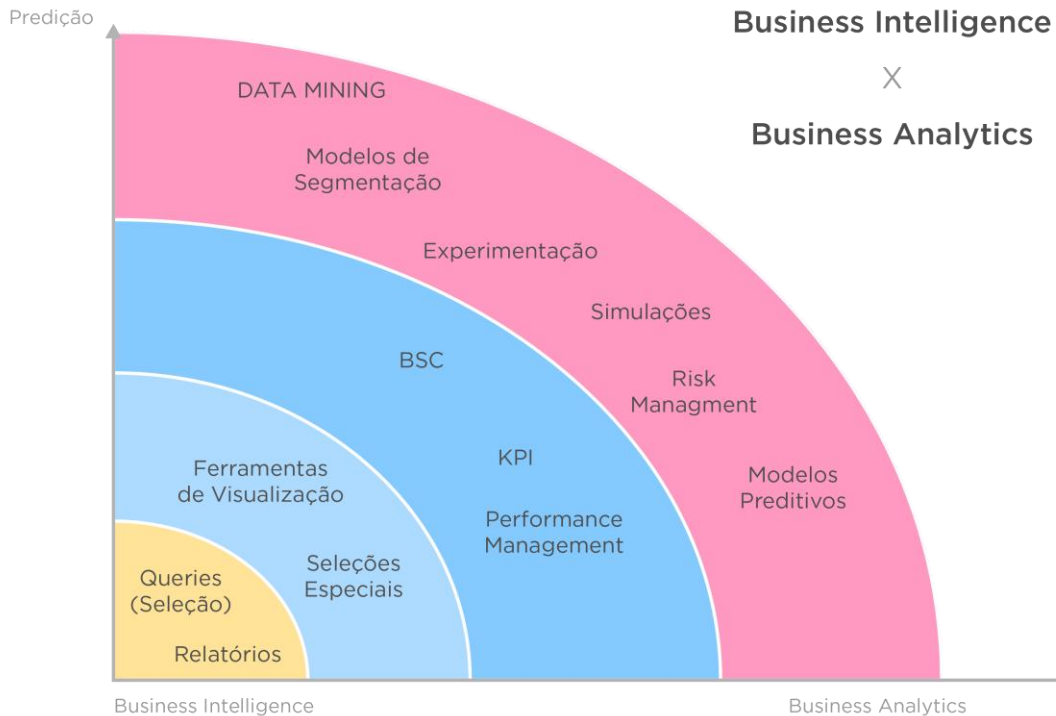 Predição
Business Intelligence
X
Business Analytics
DATA MINING
Modelos de
Segmentação
Experimentação
Simulações
Risk
Managment
Modelos
Preditivos
BSC
KPI
Performance
Management
Ferramentas
de Visualização
Seleções
Especiais
Queries
(Seleção)
Relatórios
Business Intelligence
Business Analytics